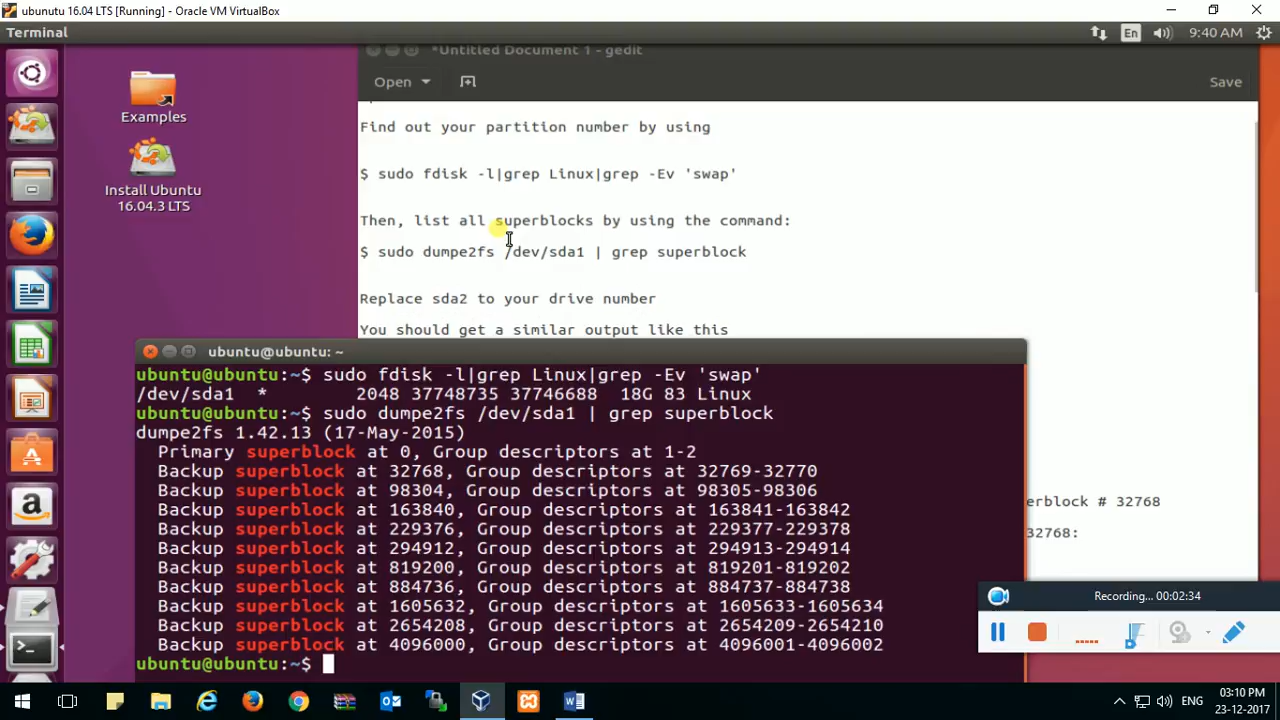 ubunutu 16.04 LTS [Running] - Oracle VM VirtualBox
Terminal
En
9:40 AM
*Untitled Document 1 - gedit
Open
Save
Examples
Install Ubuntu
16.04.3 LTS
Find out your partition number by using
$ sudo fdisk -l|grep Linux|grep -Ev 'swap'
Then, list all superblocks by using the command:
$ sudo dumpe2fs /dev/sda1 | grep superblock
Replace sda2 to your drive number
You should get a similar output like this
erblock # 32768
32768:
ubuntu@ubuntu: ~
ubuntu@ubuntu:~$ sudo fdisk -l|grep Linux|grep -Ev 'swap'
/dev/sda1 * 2048 37748735 37746688 18G 83 Linux
ubuntu@ubuntu:~$ sudo dumpe2fs /dev/sda1 | grep superblock
dumpe2fs 1.42.13 (17-May-2015)
Primary superblock at 0, Group descriptors at 1-2
Backup superblock at 32768, Group descriptors at 32769-32770
Backup superblock at 98304, Group descriptors at 98305-98306
Backup superblock at 163840, Group descriptors at 163841-163842
Backup superblock at 229376, Group descriptors at 229377-229378
Backup superblock at 294912, Group descriptors at 294913-294914
Backup superblock at 819200, Group descriptors at 819201-819202
Backup superblock at 884736, Group descriptors at 884737-884738
Backup superblock at 1605632, Group descriptors at 1605633-1605634
Backup superblock at 2654208, Group descriptors at 2654209-2654210
Backup superblock at 4096000, Group descriptors at 4096001-4096002
ubuntu@ubuntu:~$
Recording... 00:02:34
ENG
03:10 PM
23-12-2017